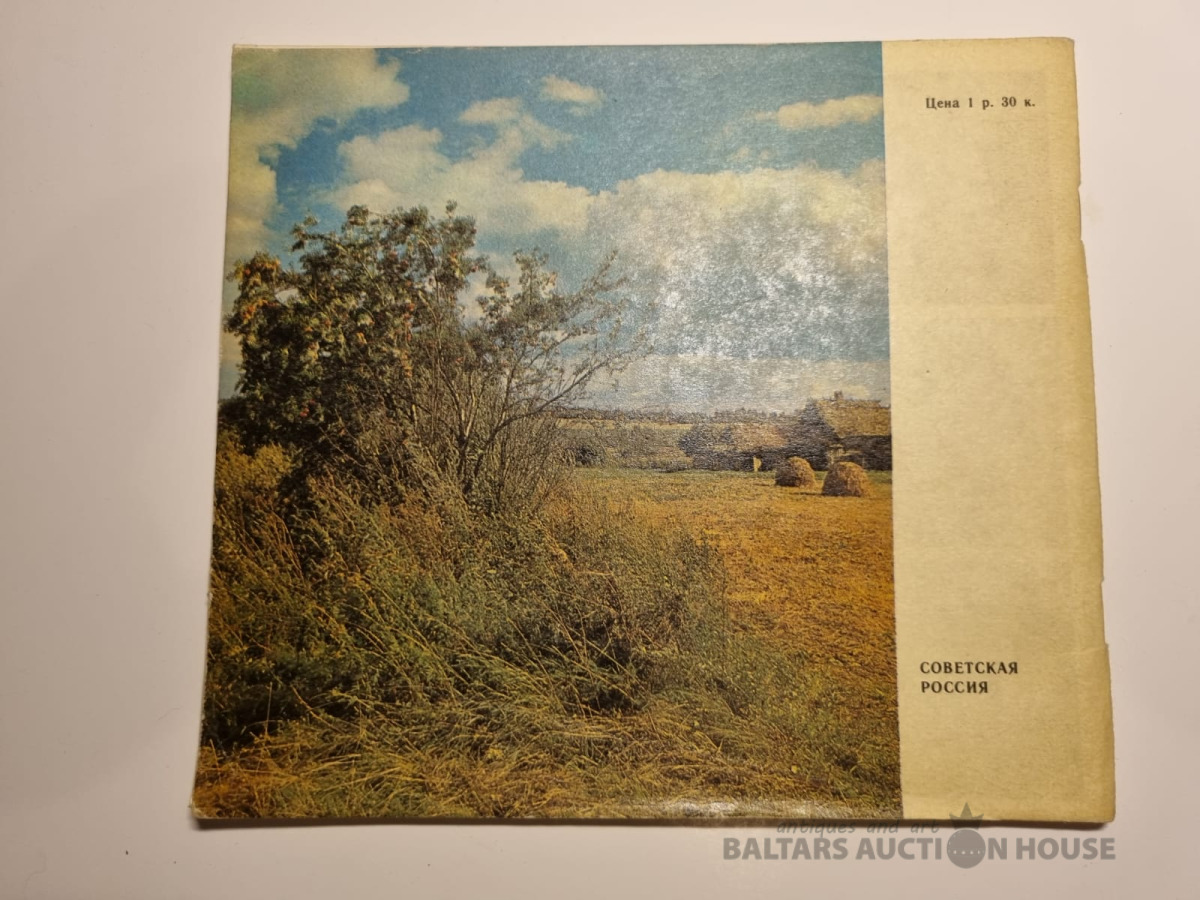 Цена 1 р. 30 к.
СОВЕТСКАЯ
РОССИЯ
antiques and art
BALTARS AUCTION HOUSE